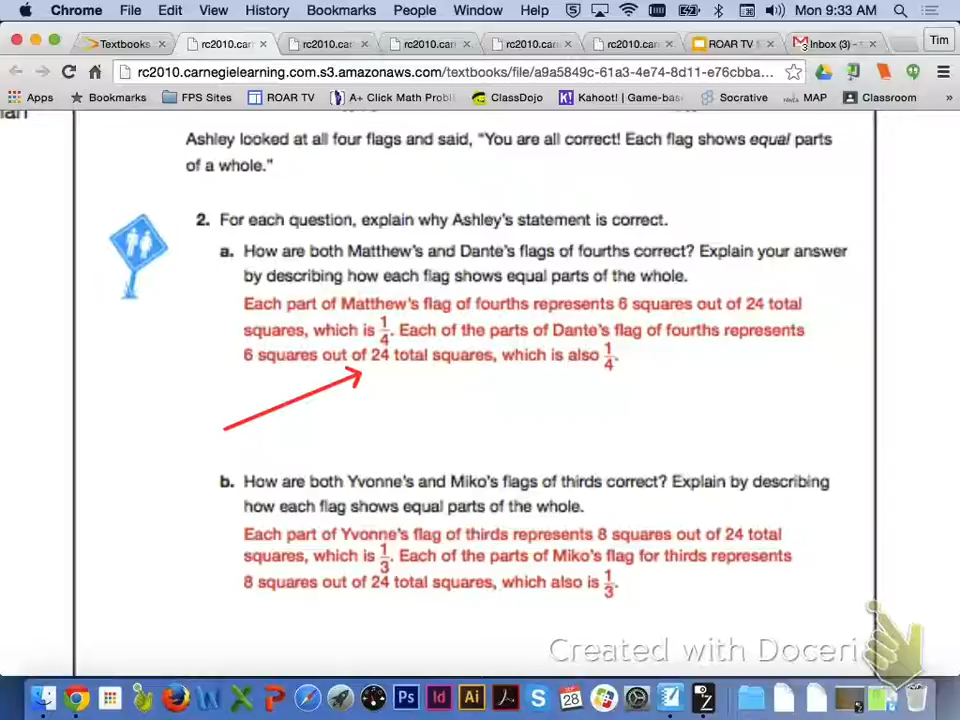 Chrome File Edit View History Bookmarks People Window Help Mon 9:33 AM
Textbooks rc2010.car rc2010.car rc2010.car rc2010.car rc2010.car ROAR TV Inbox (3) - Tim
rc2010.carnegielearning.com.s3.amazonaws.com/textbooks/file/a9a5849c-61a3-4e74-8d11-e76cbba...
Apps Bookmarks FPS Sites ROAR TV A+ Click Math Probl Kahoot! | Game-bas ClassDojo Socrative MAP Classroom »
Ashley looked at all four flags and said, “You are all correct! Each flag shows equal parts
of a whole.”
2. For each question, explain why Ashley’s statement is correct.
a. How are both Matthew’s and Dante’s flags of fourths correct? Explain your answer
by describing how each flag shows equal parts of the whole.
Each part of Matthew’s flag of fourths represents 6 squares out of 24 total
squares, which is 1/4. Each of the parts of Dante’s flag of fourths represents
6 squares out of 24 total squares, which is also 1/4.
b. How are both Yvonne’s and Miko’s flags of thirds correct? Explain by describing
how each flag shows equal parts of the whole.
Each part of Yvonne’s flag of thirds represents 8 squares out of 24 total
squares, which is 1/3. Each of the parts of Miko’s flag for thirds represents
8 squares out of 24 total squares, which also is 1/3.
Created with Doceri
Ps Id Ai S 28